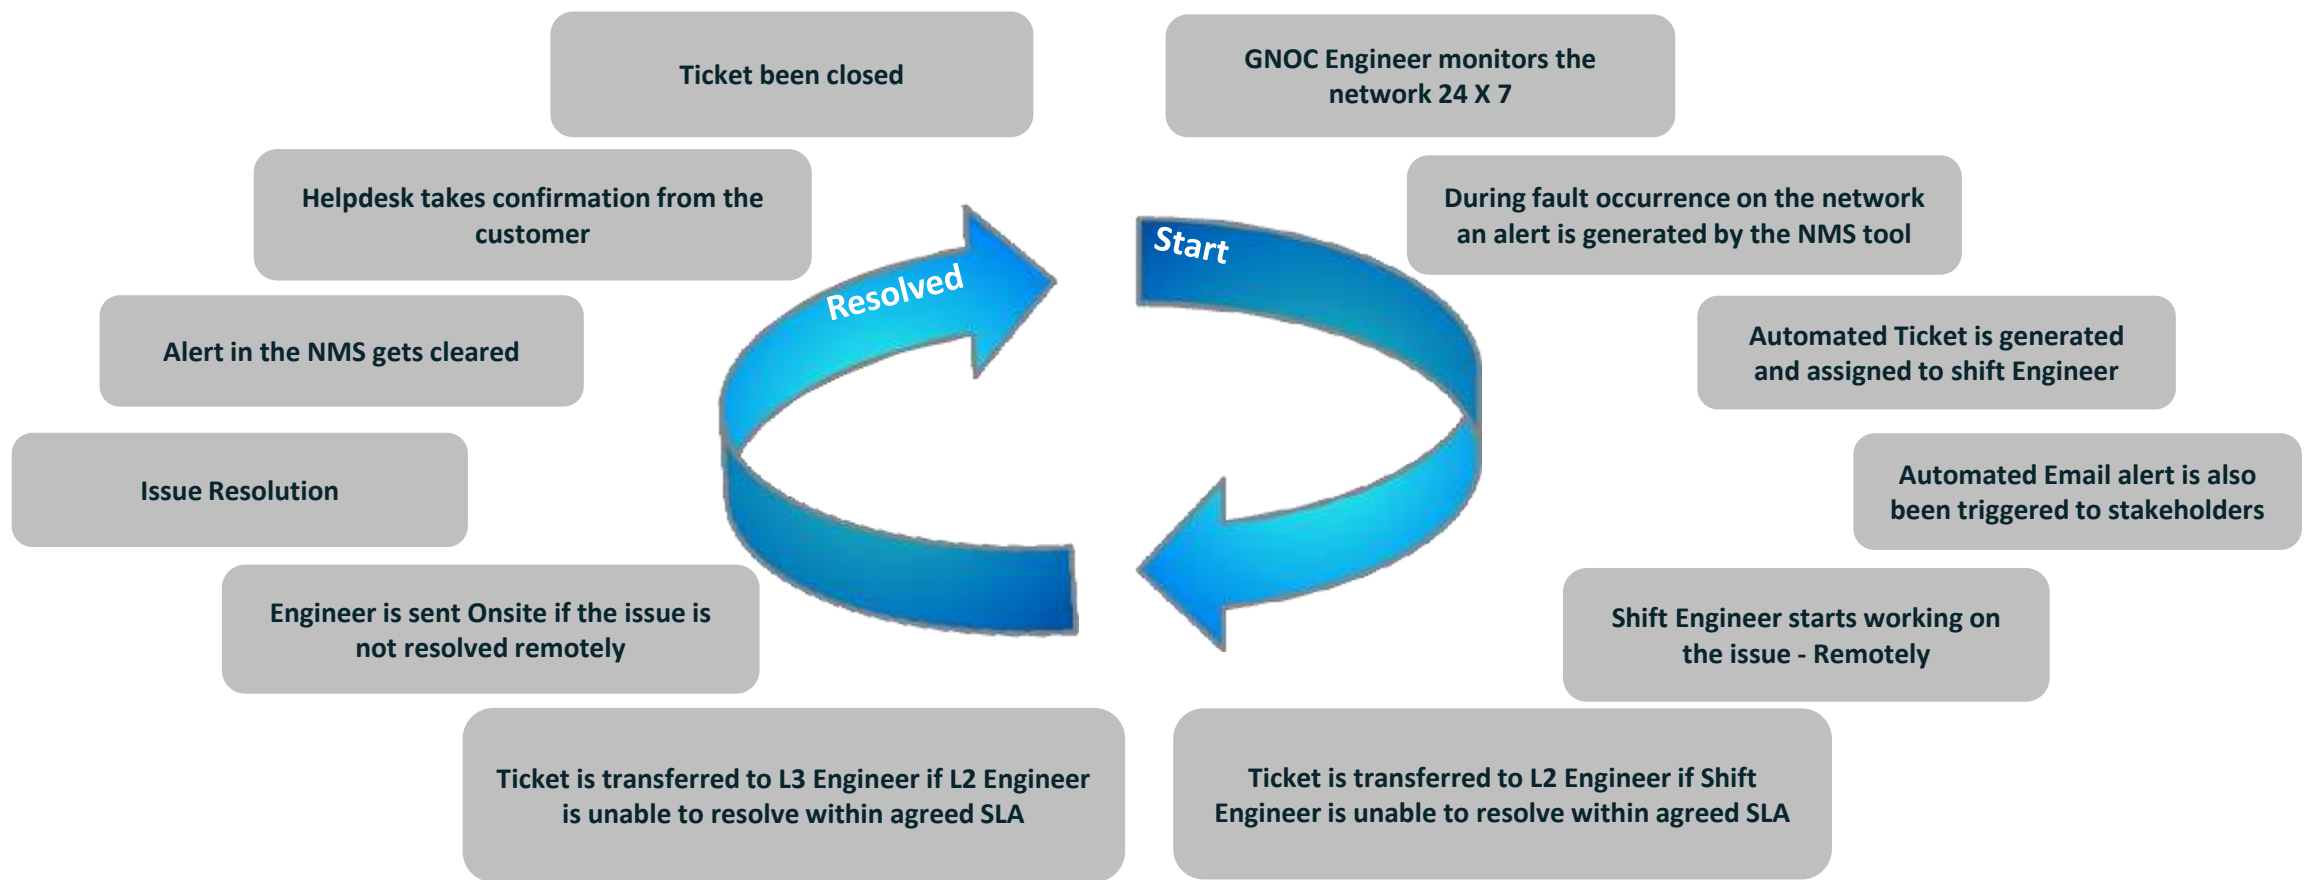 Ticket been closed
GNOC Engineer monitors the
network 24 X 7
Helpdesk takes confirmation from the
customer
During fault occurrence on the network
an alert is generated by the NMS tool
Start
Resolved
Alert in the NMS gets cleared
Automated Ticket is generated
and assigned to shift Engineer
Issue Resolution
Automated Email alert is also
been triggered to stakeholders
Engineer is sent Onsite if the issue is
not resolved remotely
Shift Engineer starts working on
the issue - Remotely
Ticket is transferred to L3 Engineer if L2 Engineer
is unable to resolve within agreed SLA
Ticket is transferred to L2 Engineer if Shift
Engineer is unable to resolve within agreed SLA